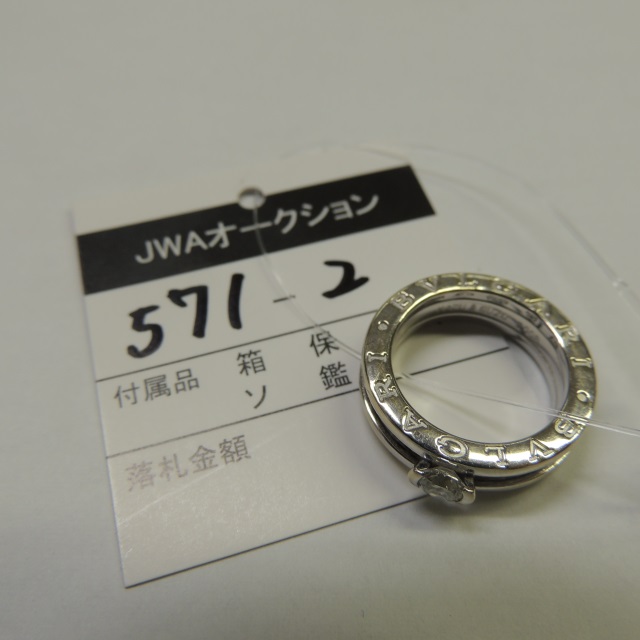 JWAオークション
571-2
付属品 箱 保
ソ 鑑
落札金額
BVLGARI • BVLGARI •